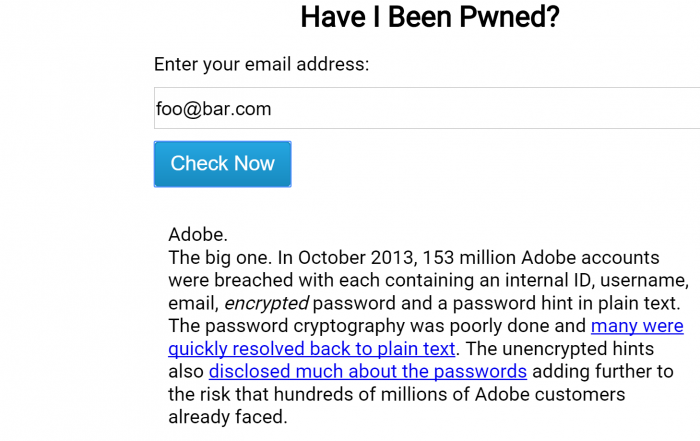 Have I Been Pwned?
Enter your email address:
foo@bar.com
Check Now
Adobe.
The big one. In October 2013, 153 million Adobe accounts
were breached with each containing an internal ID, username,
email, encrypted password and a password hint in plain text.
The password cryptography was poorly done and many were
quickly resolved back to plain text. The unencrypted hints
also disclosed much about the passwords adding further to
the risk that hundreds of millions of Adobe customers
already faced.